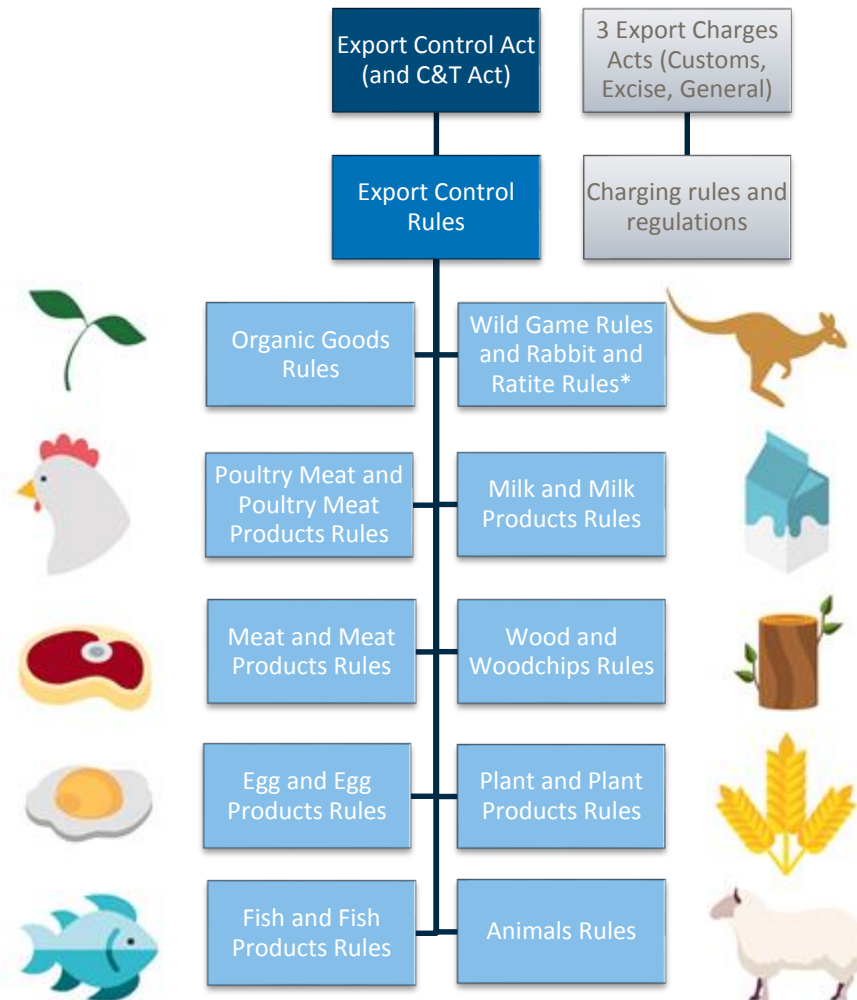 Export Control Act
(and C&T Act)
3 Export Charges
Acts (Customs,
Excise, General)
Export Control
Rules
Charging rules and
regulations
Organic Goods
Rules
Wild Game Rules
and Rabbit and
Ratite Rules*
Poultry Meat and
Poultry Meat
Products Rules
Milk and Milk
Products Rules
Meat and Meat
Products Rules
Wood and
Woodchips Rules
Egg and Egg
Products Rules
Plant and Plant
Products Rules
Fish and Fish
Products Rules
Animals Rules